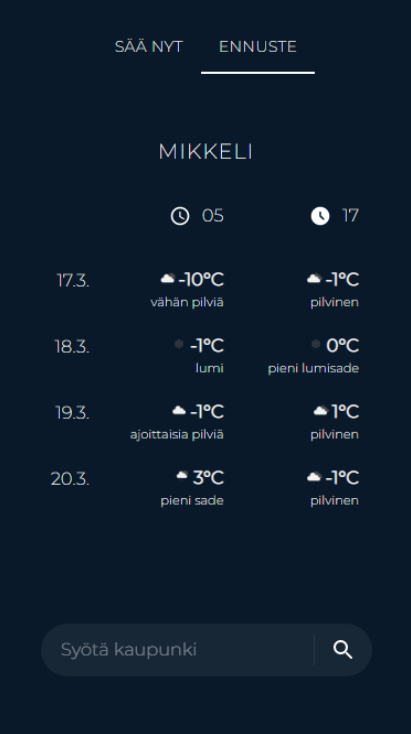 SÄÄ NYT ENNUSTE
MIKKELI
05 17
17.3. -10°C -1°C
vähän pilviä pilvinen
18.3. -1°C 0°C
lumi pieni lumisade
19.3. -1°C 1°C
ajoittaisia pilviä pilvinen
20.3. 3°C -1°C
pieni sade pilvinen
Syötä kaupunki